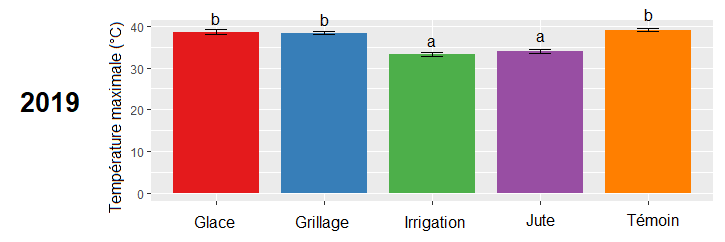 2019
Température maximale (°C)
40
30
20
10
0
b
b
a
a
b
Glace
Grillage
Irrigation
Jute
Témoin